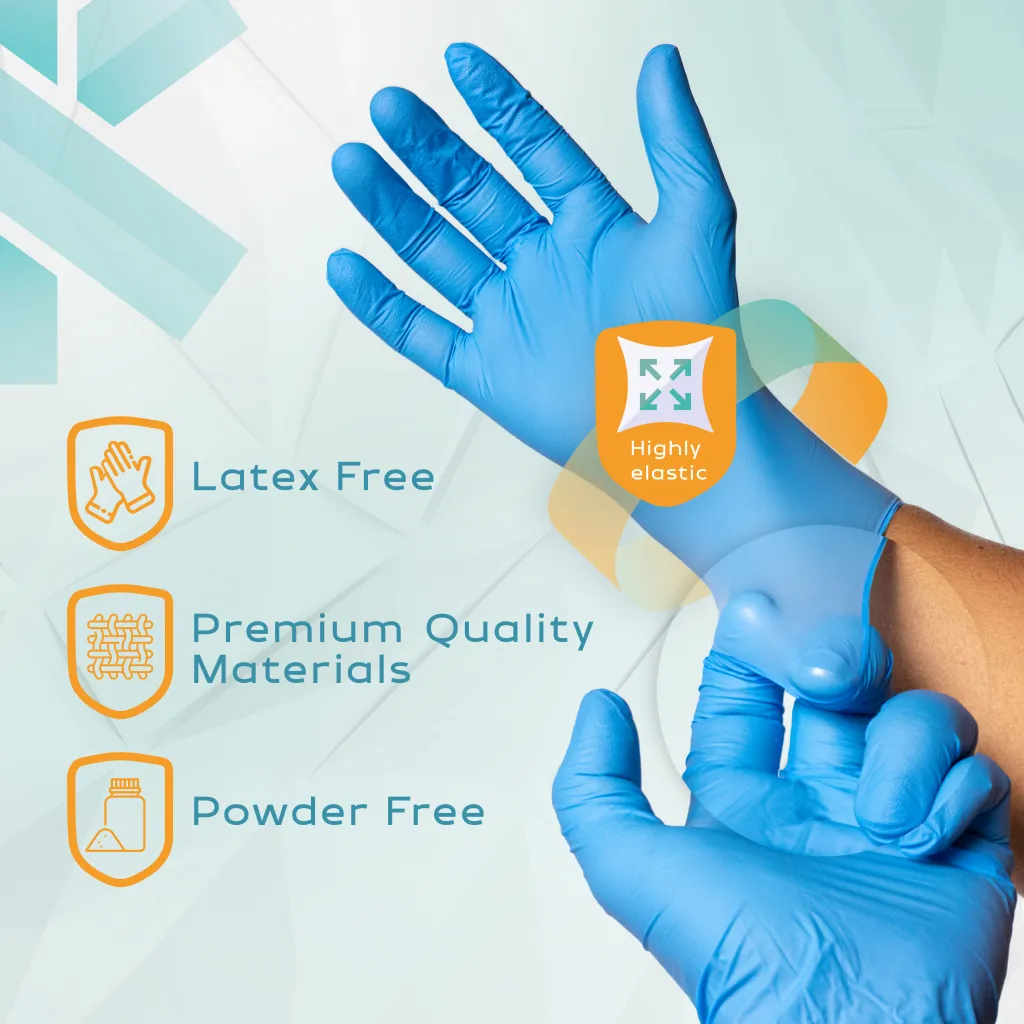 Highly
elastic
Latex Free
Premium Quality
Materials
Powder Free